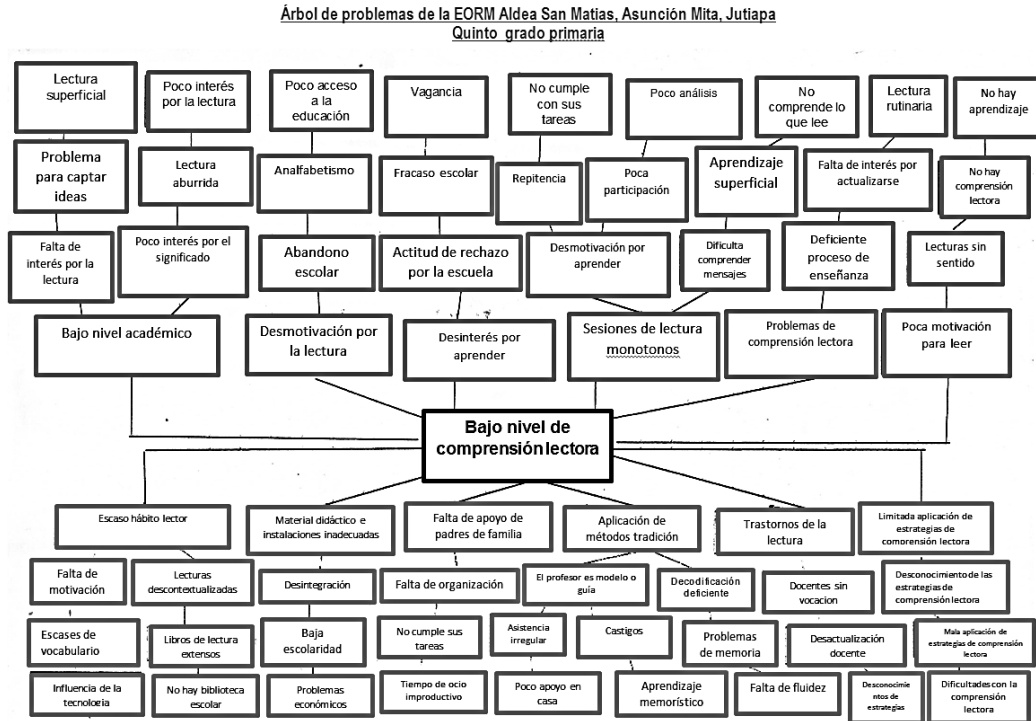 Árbol de problemas de la EORM Aldea San Matias, Asunción Mita, Jutiapa
Quinto grado primaria
Lectura
superficial
Poco interés
por la lectura
Poco acceso
a la
educación
Vagancia
No cumple
con sus
tareas
Poco análisis
No
comprende lo
que lee
Lectura
rutinaria
No hay
aprendizaje
Problema
para captar
ideas
Lectura
aburrida
Analfabetismo
Fracaso escolar
Repitencia
Poca
participación
Aprendizaje
superficial
Falta de interés por
actualizarse
No hay
comprensión
lectora
Falta de
interés por la
lectura
Poco interés por el
significado
Abandono
escolar
Actitud de rechazo
por la escuela
Desmotivación por
aprender
Dificulta
comprender
mensajes
Deficiente
proceso de
enseñanza
Lecturas sin
sentido
Bajo nivel académico
Desmotivación por
la lectura
Desinterés por
aprender
Sesiones de lectura
monotonos
Problemas de
comprensión lectora
Poca motivación
para leer
Bajo nivel de
comprensión lectora
Escaso hábito lector
Material didáctico e
instalaciones inadecuadas
Falta de apoyo de
padres de familia
Aplicación de
métodos tradición
Trastornos de la
lectura
Limitada aplicación de
estrategias de
comprensión lectora
Falta de
motivación
Lecturas
descontextualizadas
Desintegración
Falta de organización
El profesor es modelo o
guía
Decodificación
deficiente
Docentes sin
vocacion
Desconocimiento de las
estrategias de
comprensión lectora
Escases de
vocabulario
Libros de lectura
extensos
Baja
escolaridad
No cumple sus
tareas
Asistencia
irregular
Castigos
Problemas
de memoria
Desactualización
docente
Mala aplicación de
estrategias de comprensión
lectora
Influencia de la
tecnologia
No hay biblioteca
escolar
Problemas
económicos
Tiempo de ocio
improductivo
Poco apoyo en
casa
Aprendizaje
memorístico
Falta de fluidez
Desconocimie
ntos de
estrategias
Dificultades con la
comprensión
lectora